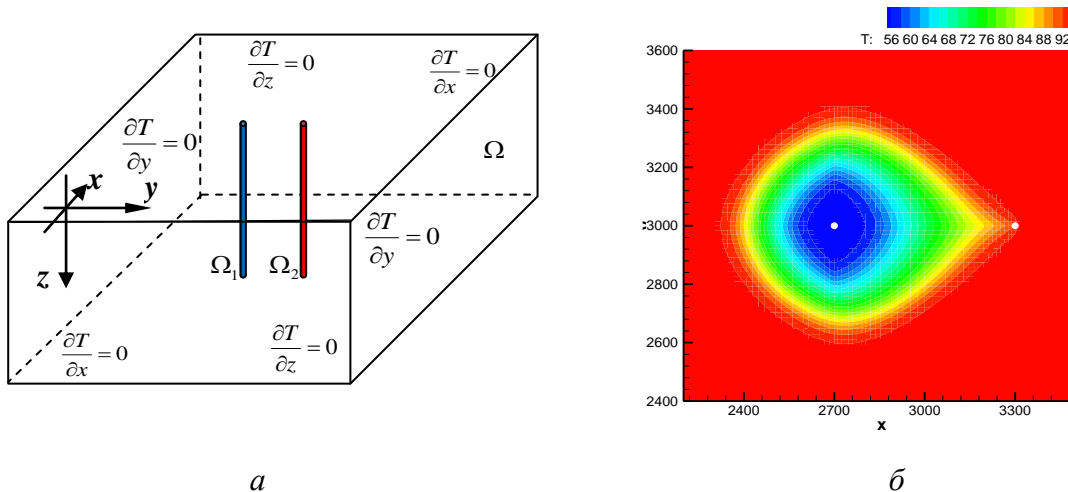 ∂T/∂z = 0
∂T/∂x = 0
∂T/∂y = 0
Ω
x
y
z
∂T/∂y = 0
Ω₁
Ω₂
∂T/∂x = 0
∂T/∂z = 0
а
T: 56 60 64 68 72 76 80 84 88 92
3600
3400
3200
3000
2800
2600
2400
2400 2700 3000 3300
x
б